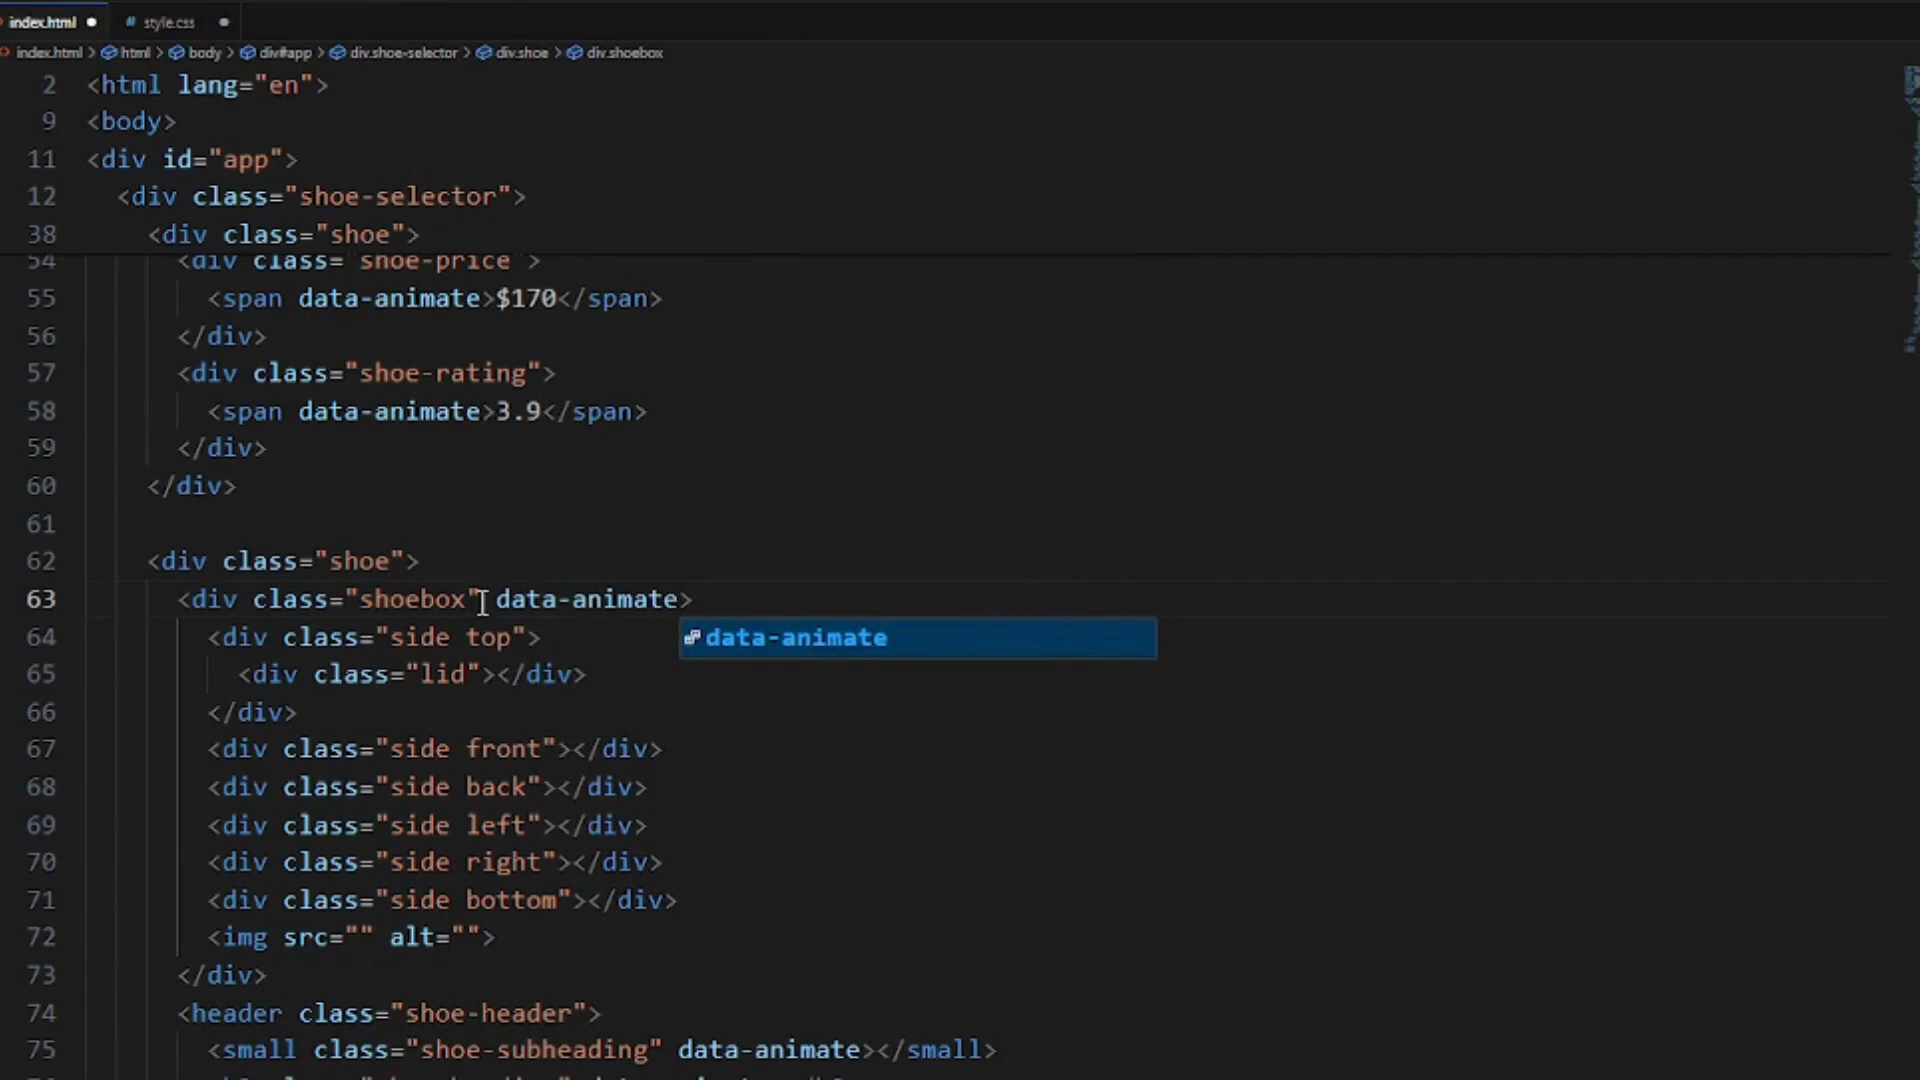 index.html
style.css
index.html > html > body > div#app > div.shoe-selector > div.shoe > div.shoebox
2 <html lang="en">
9 <body>
11 <div id="app">
12 <div class="shoe-selector">
38 <div class="shoe">
54 <div class="shoe-price">
55 <span data-animate>$170</span>
56 </div>
57 <div class="shoe-rating">
58 <span data-animate>3.9</span>
59 </div>
60 </div>
61
62 <div class="shoe">
63 <div class="shoebox" data-animate>
data-animate
64 <div class="side top">
65 <div class="lid"></div>
66 </div>
67 <div class="side front"></div>
68 <div class="side back"></div>
69 <div class="side left"></div>
70 <div class="side right"></div>
71 <div class="side bottom"></div>
72 <img src="" alt="">
73 </div>
74 <header class="shoe-header">
75 <small class="shoe-subheading" data-animate></small>